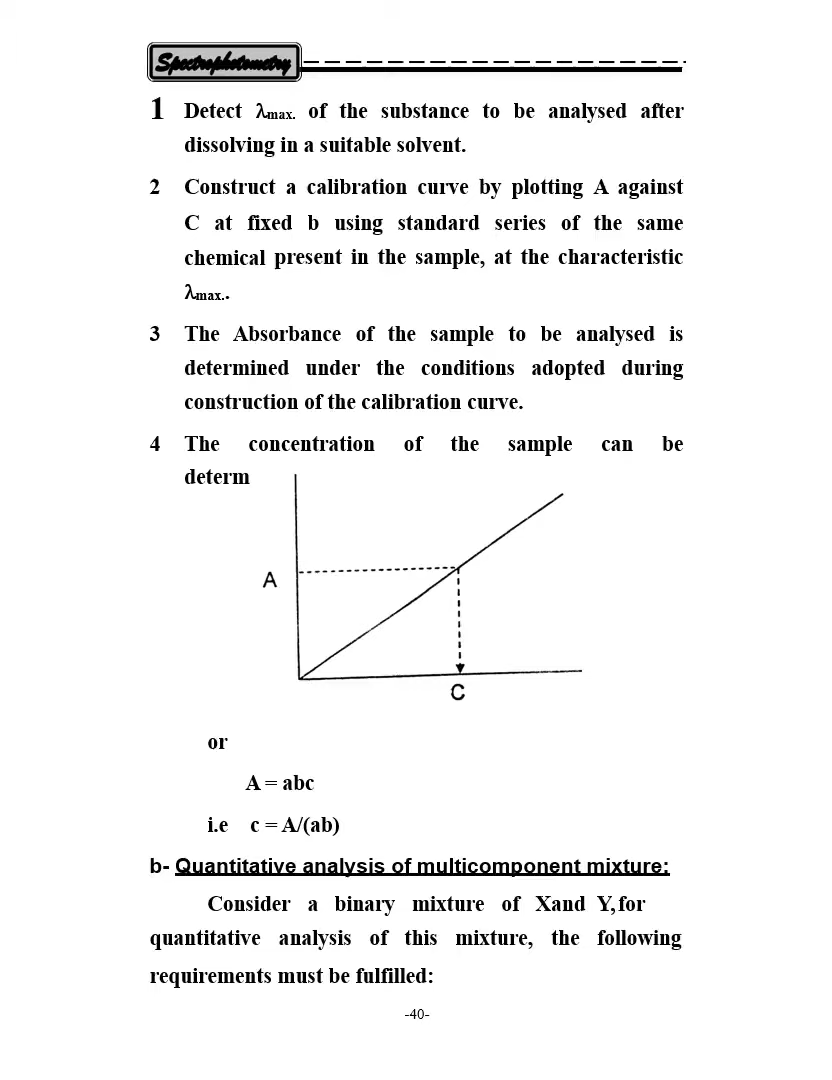 Spectrophotometry
1 Detect λmax. of the substance to be analysed after
dissolving in a suitable solvent.
2 Construct a calibration curve by plotting A against
C at fixed b using standard series of the same
chemical present in the sample, at the characteristic
λmax..
3 The Absorbance of the sample to be analysed is
determined under the conditions adopted during
construction of the calibration curve.
4 The concentration of the sample can be
determ
A
C
or
A = abc
i.e c = A/(ab)
b- Quantitative analysis of multicomponent mixture:
Consider a binary mixture of Xand Y, for
quantitative analysis of this mixture, the following
requirements must be fulfilled:
-40-